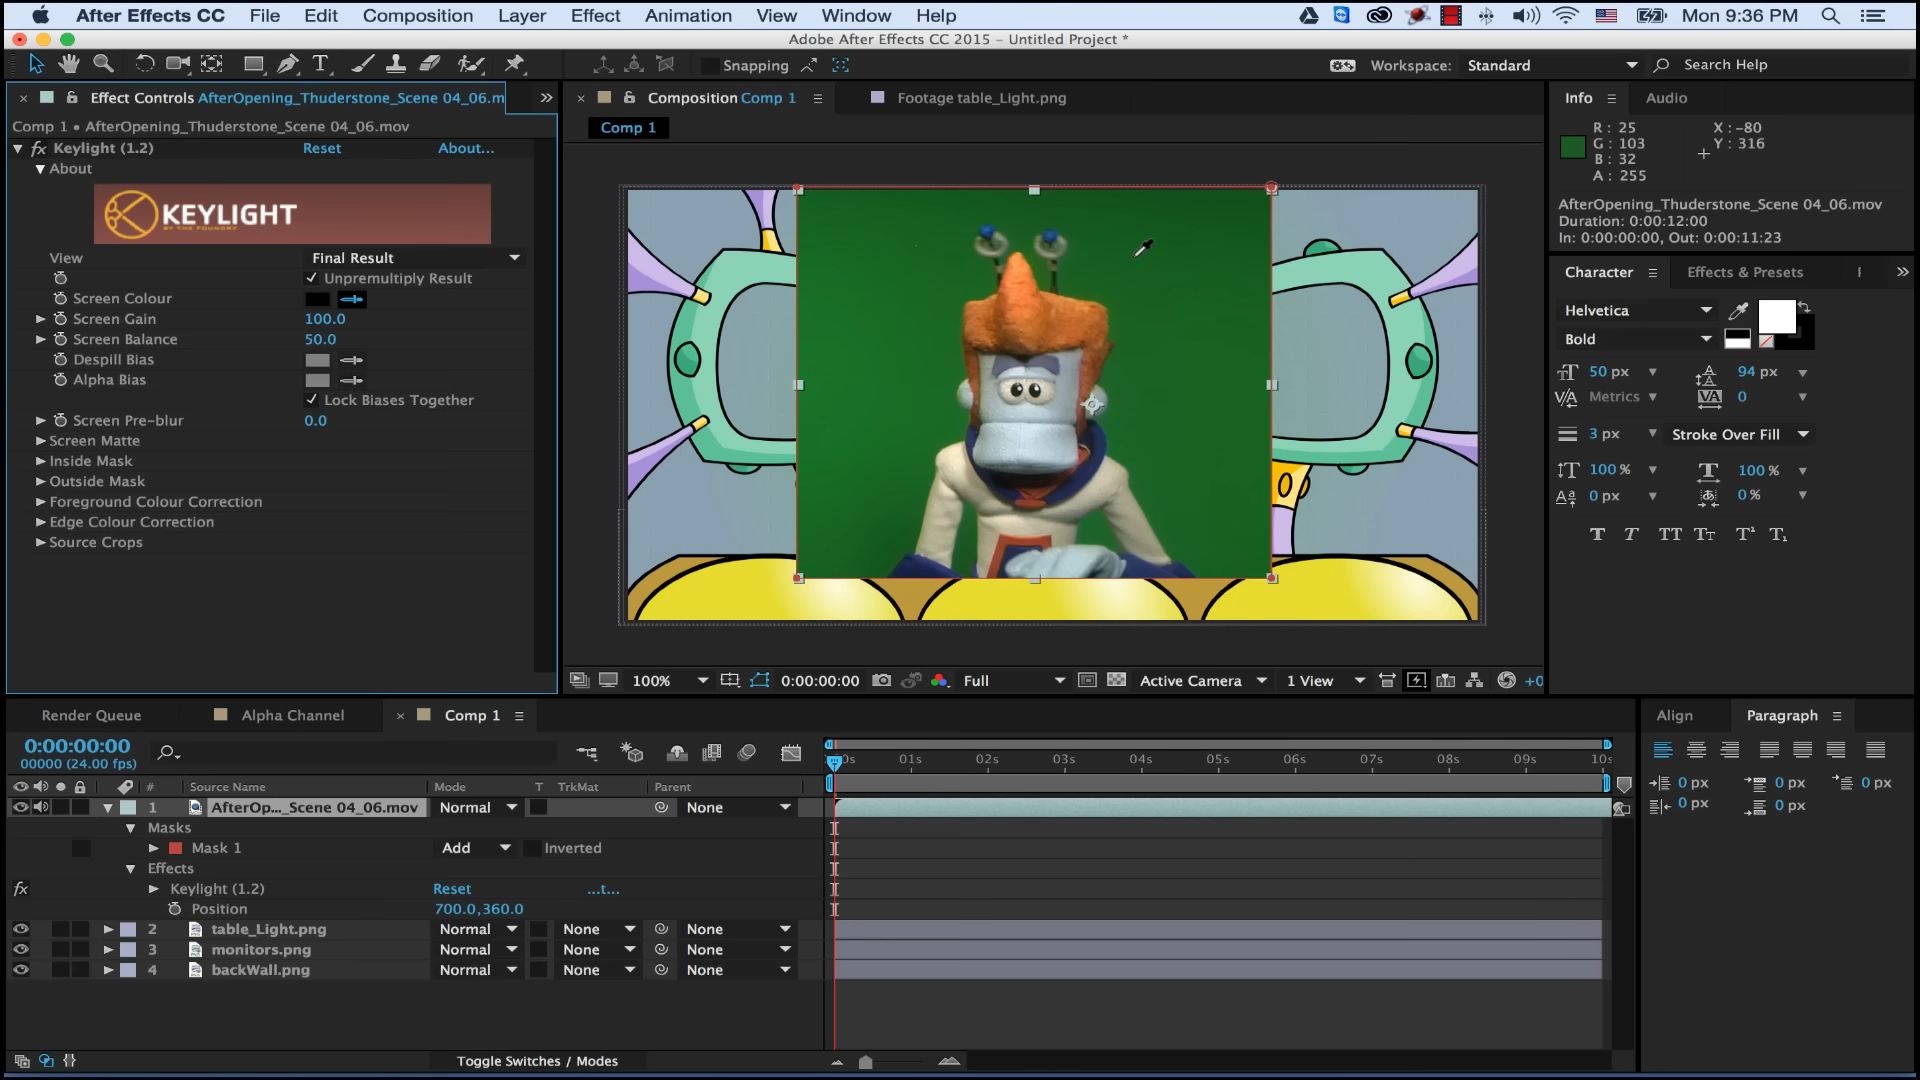 After Effects CC File Edit Composition Layer Effect Animation View Window Help Mon 9:36 PM
Adobe After Effects CC 2015 – Untitled Project *
Snapping Workspace: Standard Search Help
Effect Controls AfterOpening_Thuderstone_Scene 04_06.m
Composition Comp 1 Footage table_Light.png
Info Audio
Comp 1 • AfterOpening_Thuderstone_Scene 04_06.mov
Comp 1
R: 25 X: -80
G: 103 Y: 316
B: 32
A: 255
fx Keylight (1.2) Reset About...
About
KEYLIGHT
BY THE FOUNDRY
AfterOpening_Thuderstone_Scene 04_06.mov
Duration: 0:00:12:00
In: 0:00:00:00, Out: 0:00:11:23
View Final Result
Unpremultiply Result
Screen Colour
Screen Gain 100.0
Screen Balance 50.0
Despill Bias
Alpha Bias
Lock Biases Together
Screen Pre-blur 0.0
Screen Matte
Inside Mask
Outside Mask
Foreground Colour Correction
Edge Colour Correction
Source Crops
Character Effects & Presets
Helvetica
Bold
50 px 94 px
Metrics 0
3 px Stroke Over Fill
100 % 100 %
0 px 0 %
T T TT Tt T¹ T₁
100% 0:00:00:00 Full Active Camera 1 View +0
Render Queue Alpha Channel Comp 1
Align Paragraph
0:00:00:00
00000 (24.00 fps)
0s 01s 02s 03s 04s 05s 06s 07s 08s 09s 10s
# Source Name Mode T TrkMat Parent
1 AfterOp..._Scene 04_06.mov Normal None
Masks
Mask 1 Add Inverted
Effects
fx Keylight (1.2) Reset ...t...
Position 700.0,360.0
2 table_Light.png Normal None None
3 monitors.png Normal None None
4 backWall.png Normal None None
Toggle Switches / Modes
0 px 0 px 0 px
0 px 0 px